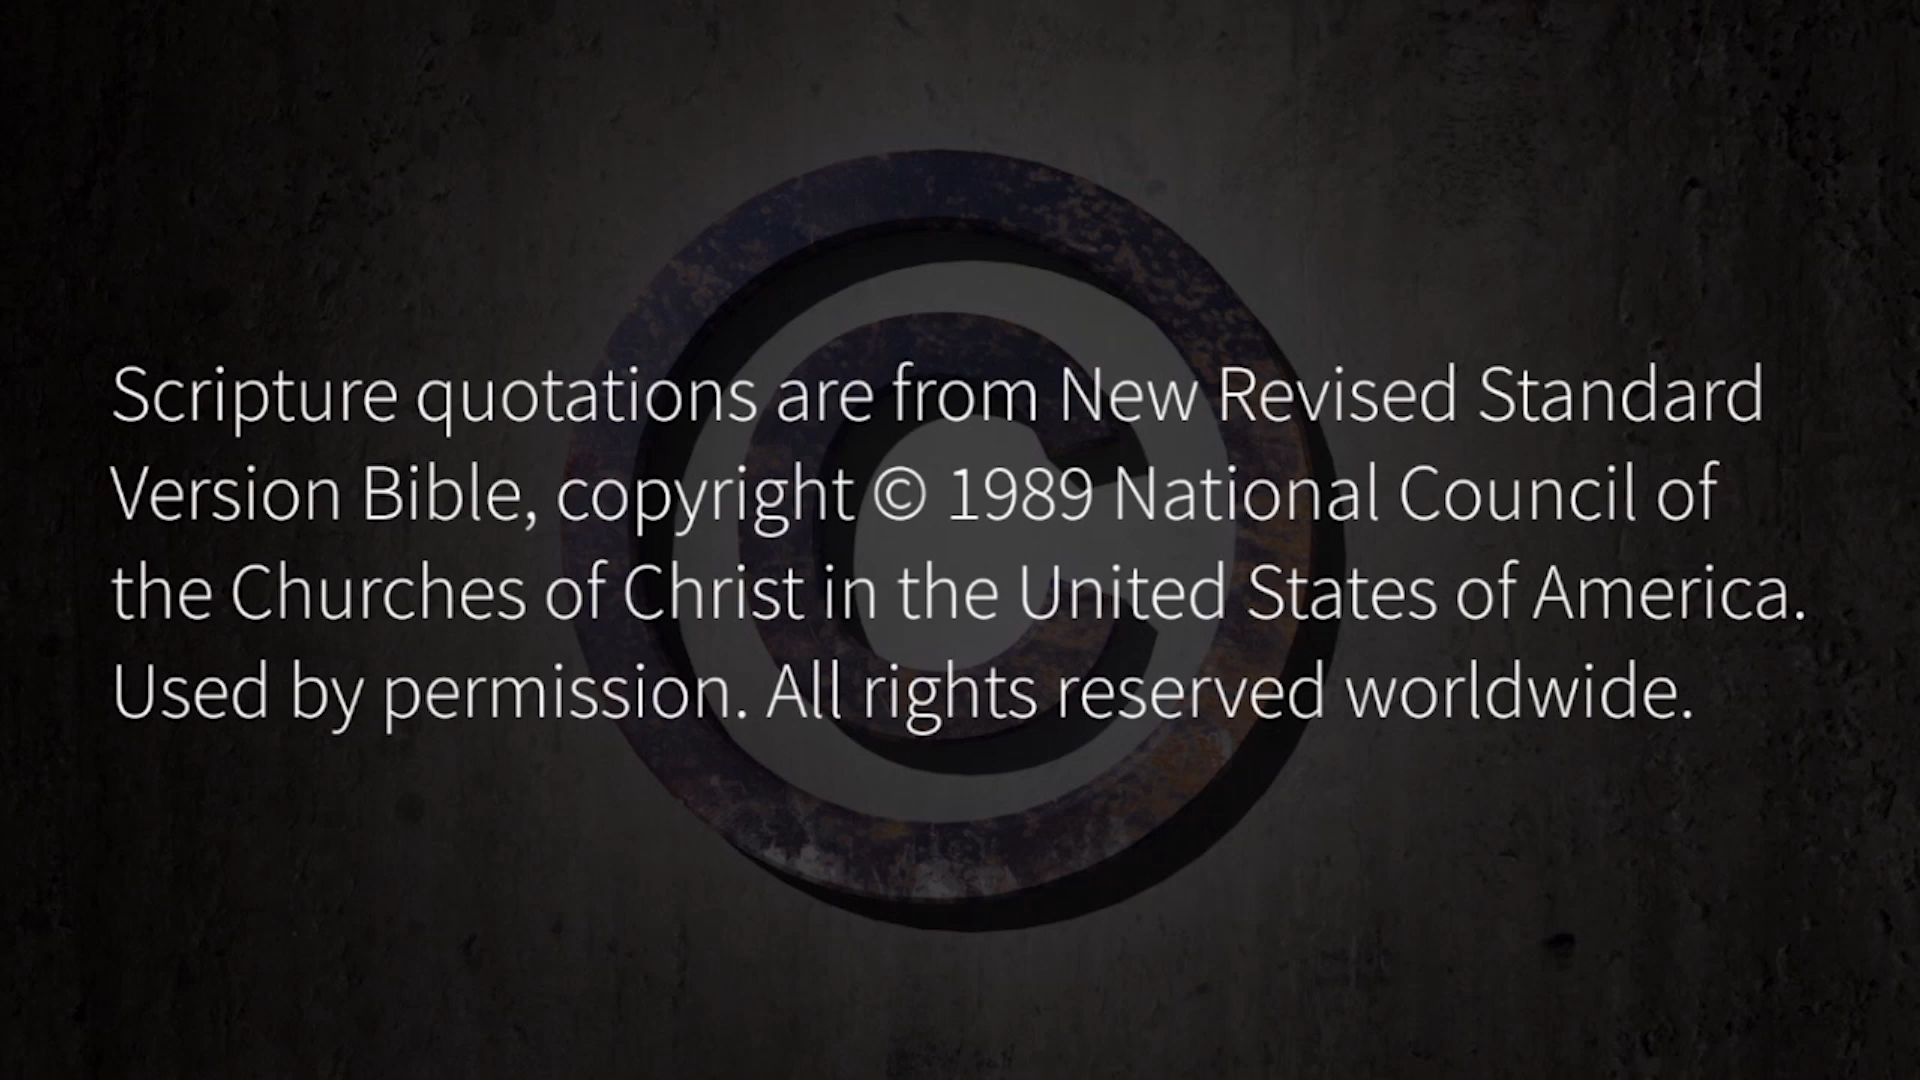 Scripture quotations are from New Revised Standard
Version Bible, copyright © 1989 National Council of
the Churches of Christ in the United States of America.
Used by permission. All rights reserved worldwide.